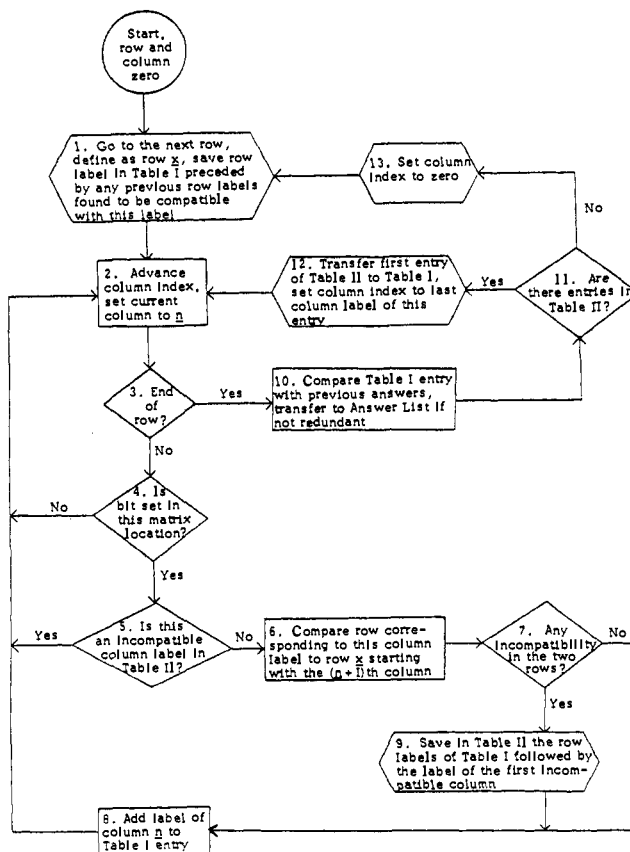 Start,
row and
column
zero
1. Go to the next row,
define as row x, save row
label in Table I preceded
by any previous row labels
found to be compatible
with this label
13. Set column
index to zero
No
2. Advance
column index,
set current
column to n
12. Transfer first entry
of Table II to Table I,
set column index to last
column label of this
entry
Yes
11. Are
there entries in
Table II?
3. End
of
row?
Yes
10. Compare Table I entry
with previous answers,
transfer to Answer List if
not redundant
No
4. Is
bit set in
this matrix
location?
No
Yes
5. Is this
an incompatible
column label in
Table II?
Yes
No
6. Compare row corre-
sponding to this column
label to row x starting
with the (n + 1)th column
7. Any
incompatibility
in the two
rows?
No
Yes
9. Save in Table II the row
labels of Table I followed by
the label of the first incom-
patible column
8. Add label of
column n to
Table I entry